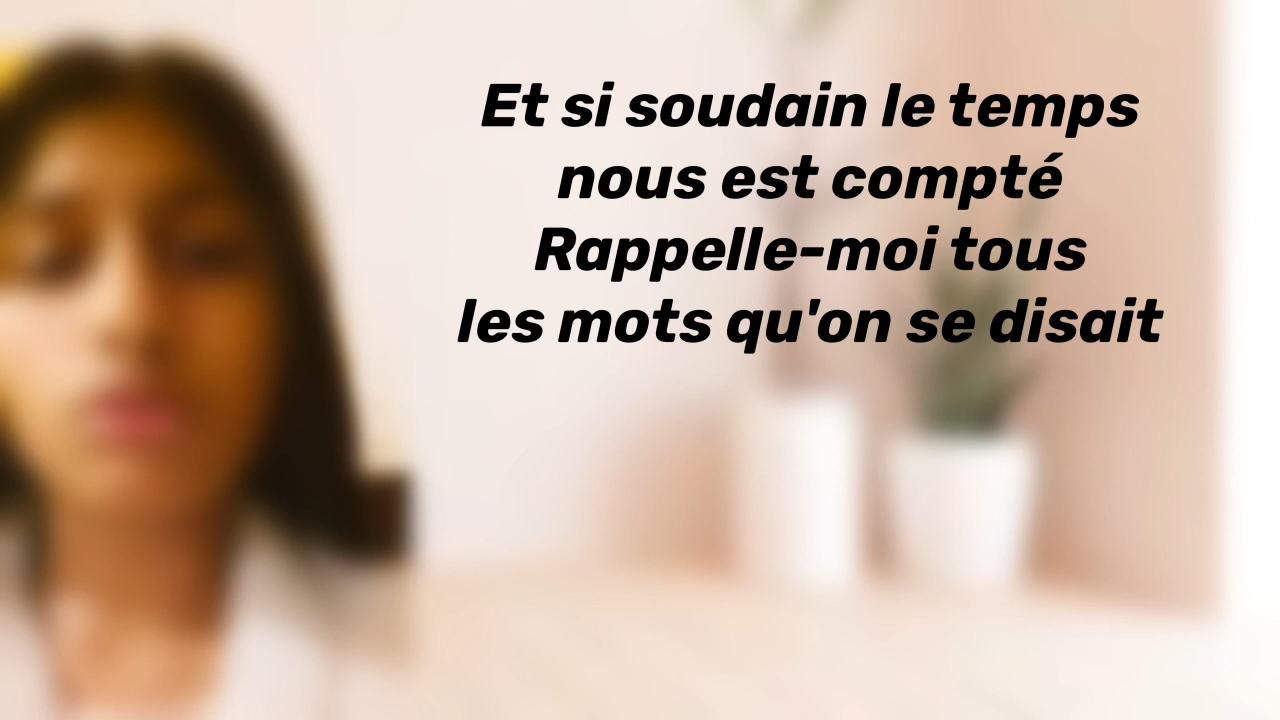 Et si soudain le temps
nous est compté
Rappelle-moi tous
les mots qu'on se disait